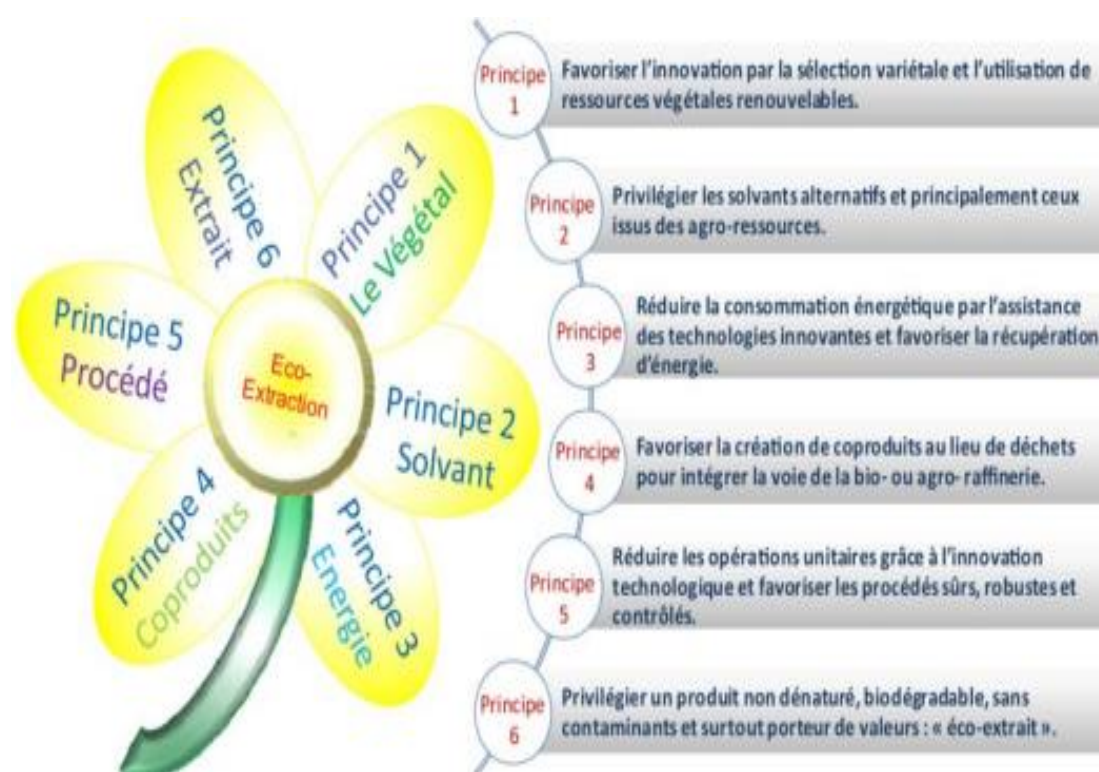 Principe 6
Extrait
Principe 1
Le Végétal
Principe 5
Procédé
Eco-
Extraction
Principe 2
Solvant
Principe 4
Coproduits
Principe 3
Energie
Principe
1
Favoriser l'innovation par la sélection variétale et l'utilisation de
ressources végétales renouvelables.
Principe
2
Privilégier les solvants alternatifs et principalement ceux
issus des agro-ressources.
Principe
3
Réduire la consommation énergétique par l'assistance
des technologies innovantes et favoriser la récupération
d'énergie.
Principe
4
Favoriser la création de coproduits au lieu de déchets
pour intégrer la voie de la bio- ou agro- raffinerie.
Principe
5
Réduire les opérations unitaires grâce à l'innovation
technologique et favoriser les procédés sûrs, robustes et
contrôlés.
Principe
6
Privilégier un produit non dénaturé, biodégradable, sans
contaminants et surtout porteur de valeurs : « éco-extrait ».